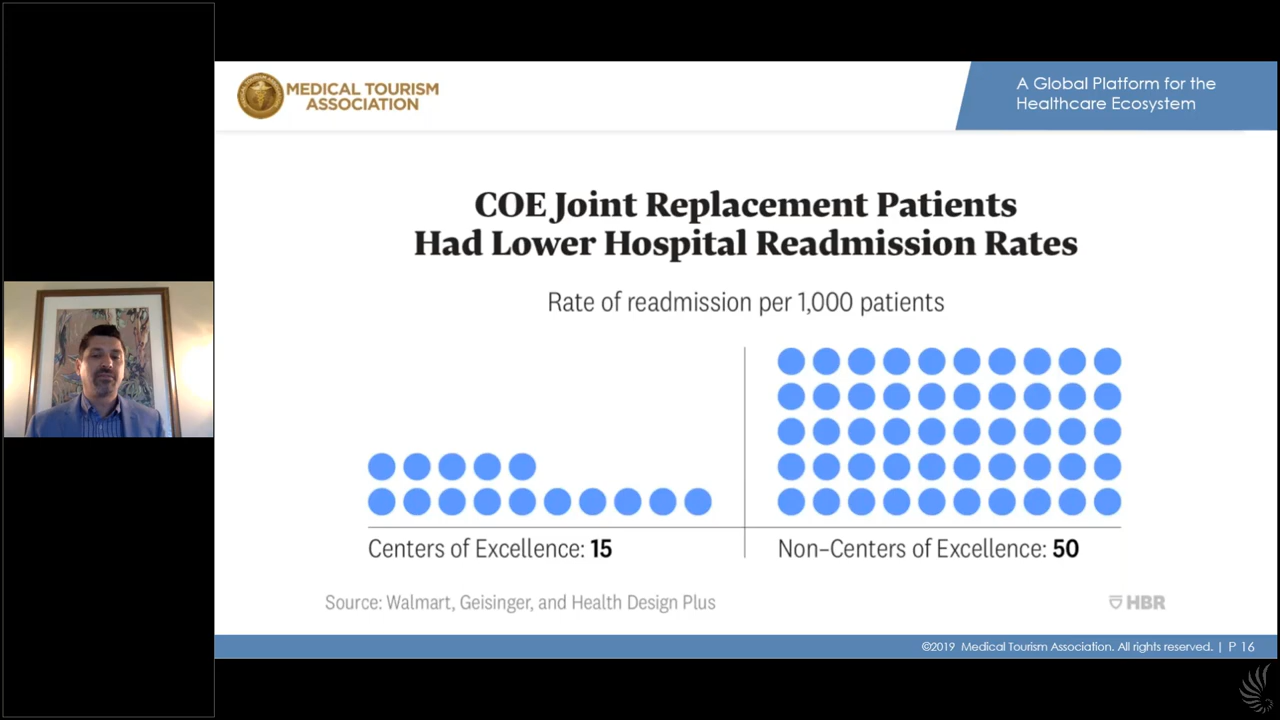 MEDICAL TOURISM
ASSOCIATION
A Global Platform for the
Healthcare Ecosystem
COE Joint Replacement Patients
Had Lower Hospital Readmission Rates
Rate of readmission per 1,000 patients
Centers of Excellence: 15
Non–Centers of Excellence: 50
Source: Walmart, Geisinger, and Health Design Plus
HBR
©2019 Medical Tourism Association. All rights reserved. | P 16